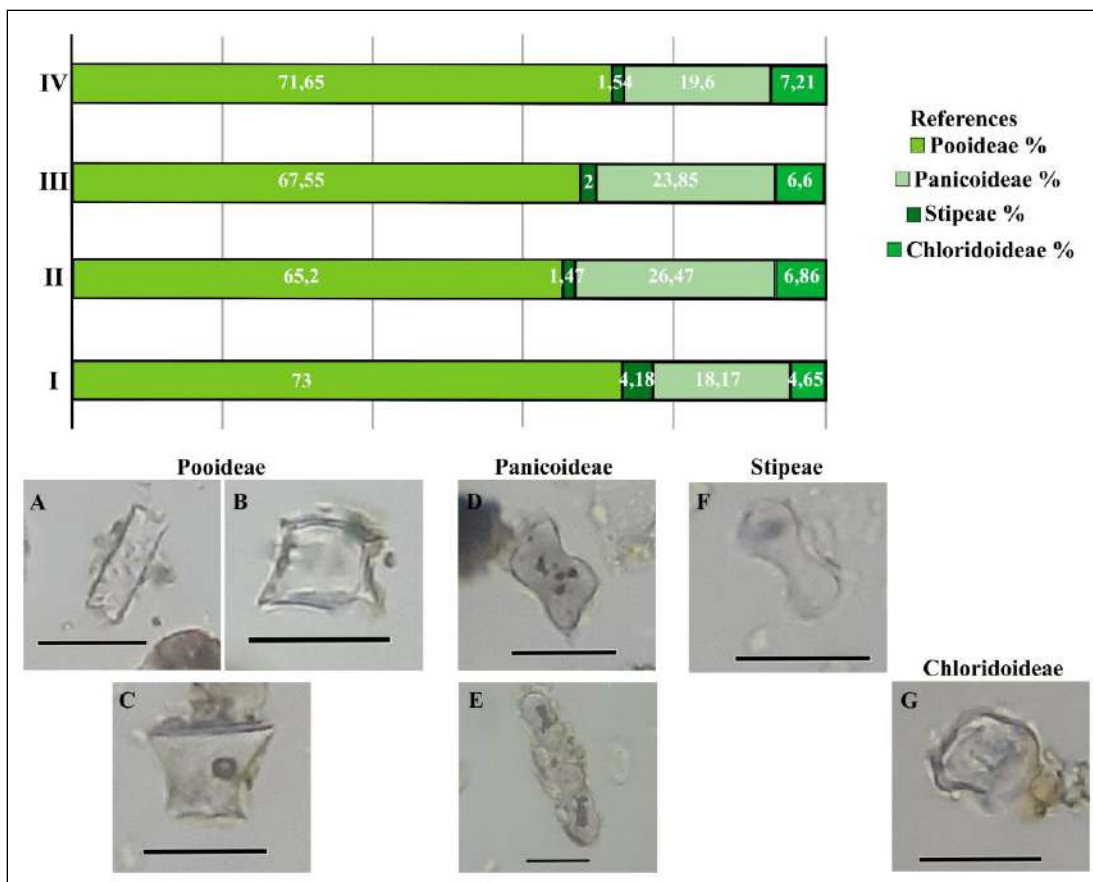 IV 71,65 1,54 19,6 7,21
III 67,55 2 23,85 6,6
II 65,2 1,47 26,47 6,86
I 73 4,18 18,17 4,65
References
Pooideae %
Panicoideae %
Stipeae %
Chloridoideae %
Pooideae Panicoideae Stipeae
A B D F
Chloridoideae
C E G